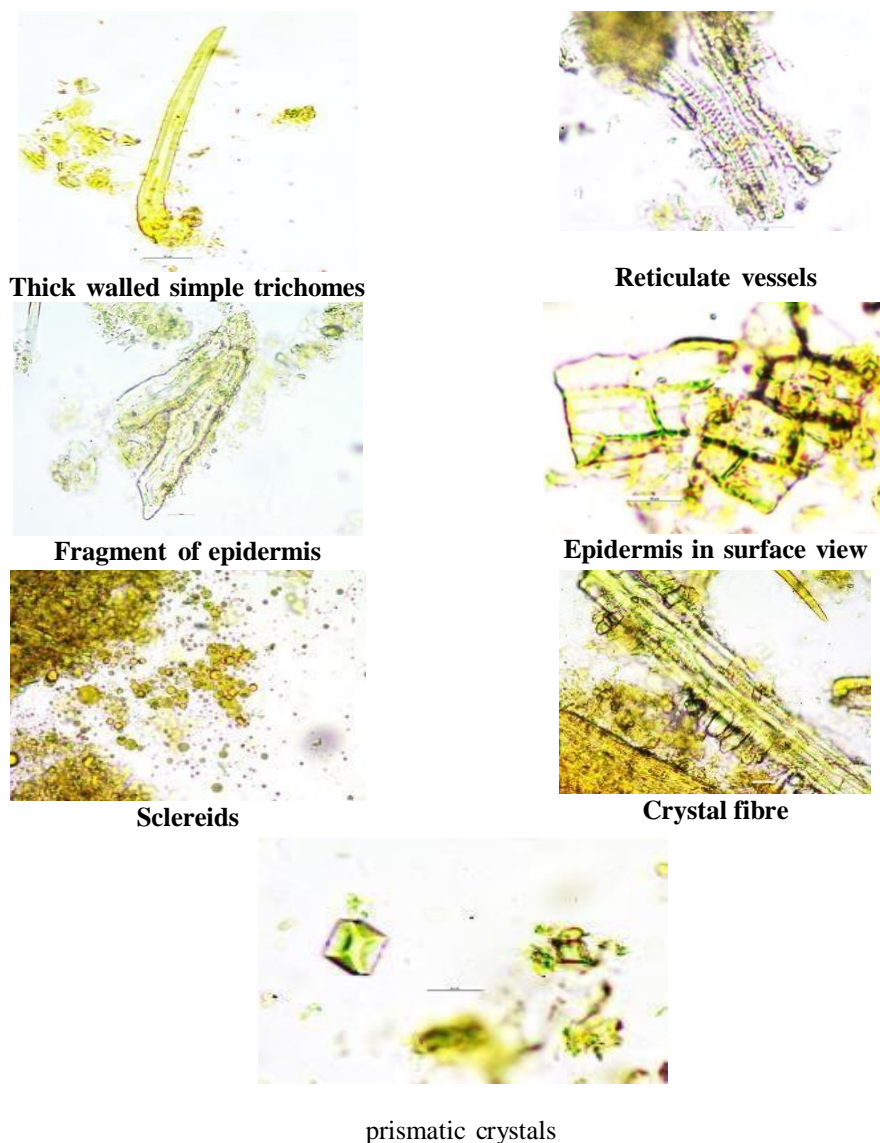 Thick walled simple trichomes
Reticulate vessels
Fragment of epidermis
Epidermis in surface view
Sclereids
Crystal fibre
prismatic crystals